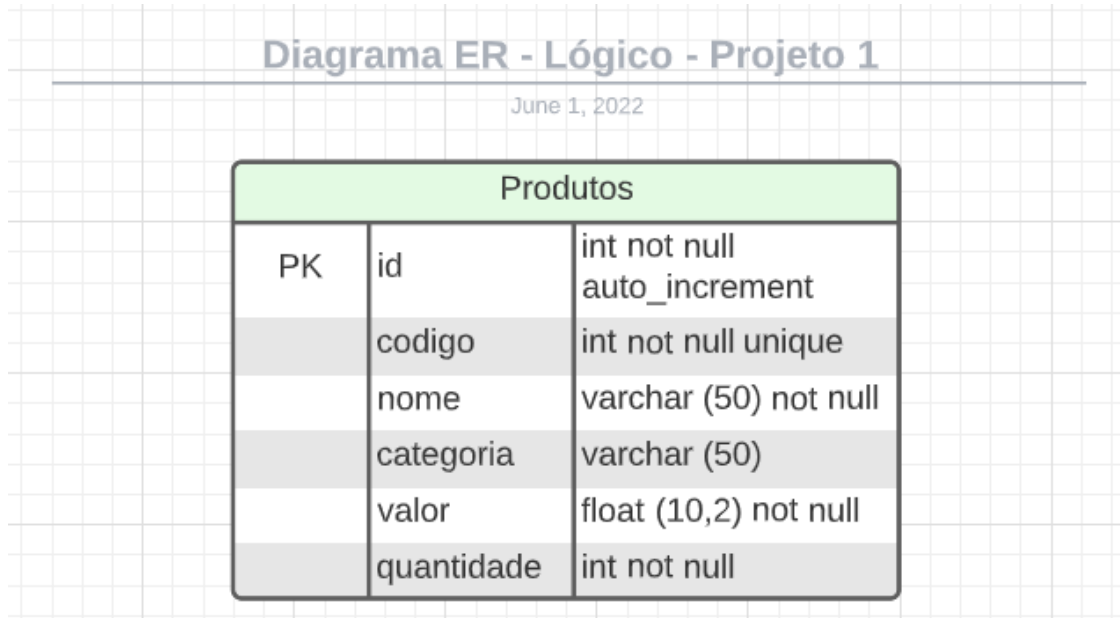 Diagrama ER - Lógico - Projeto 1
June 1, 2022
Produtos
PK id int not null
auto_increment
codigo int not null unique
nome varchar (50) not null
categoria varchar (50)
valor float (10,2) not null
quantidade int not null